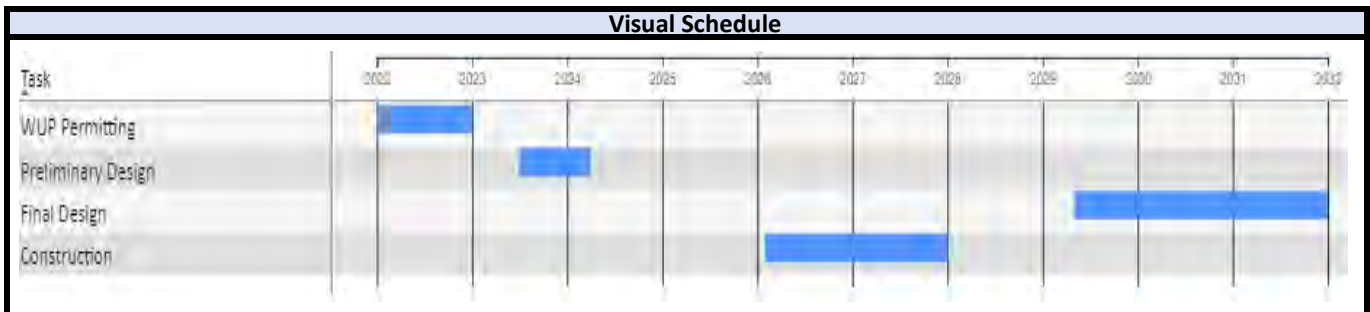 Visual Schedule
Task 2022 2023 2024 2025 2026 2027 2028 2029 2030 2031 2032
WUP Permitting
Preliminary Design
Final Design
Construction